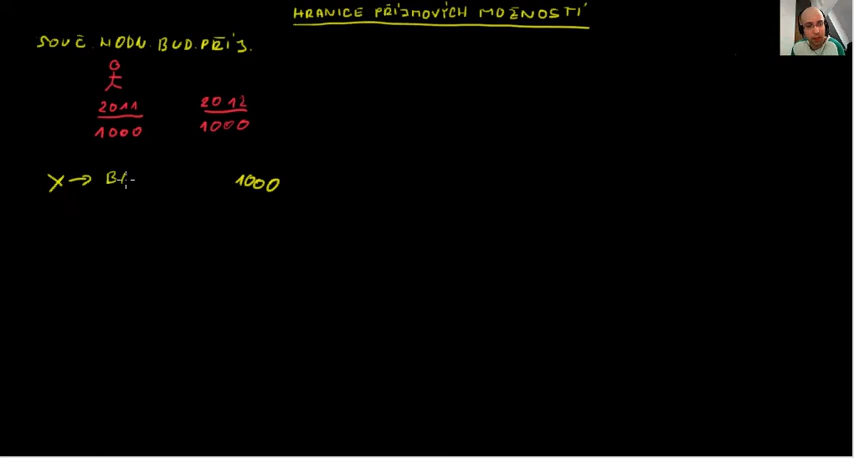 HRANICE PŘÍJMOVÝCH MOŽNOSTÍ
SOUČ. HODN. BUD. PŘÍJ.
2011 2012
1000 1000
X → 1000